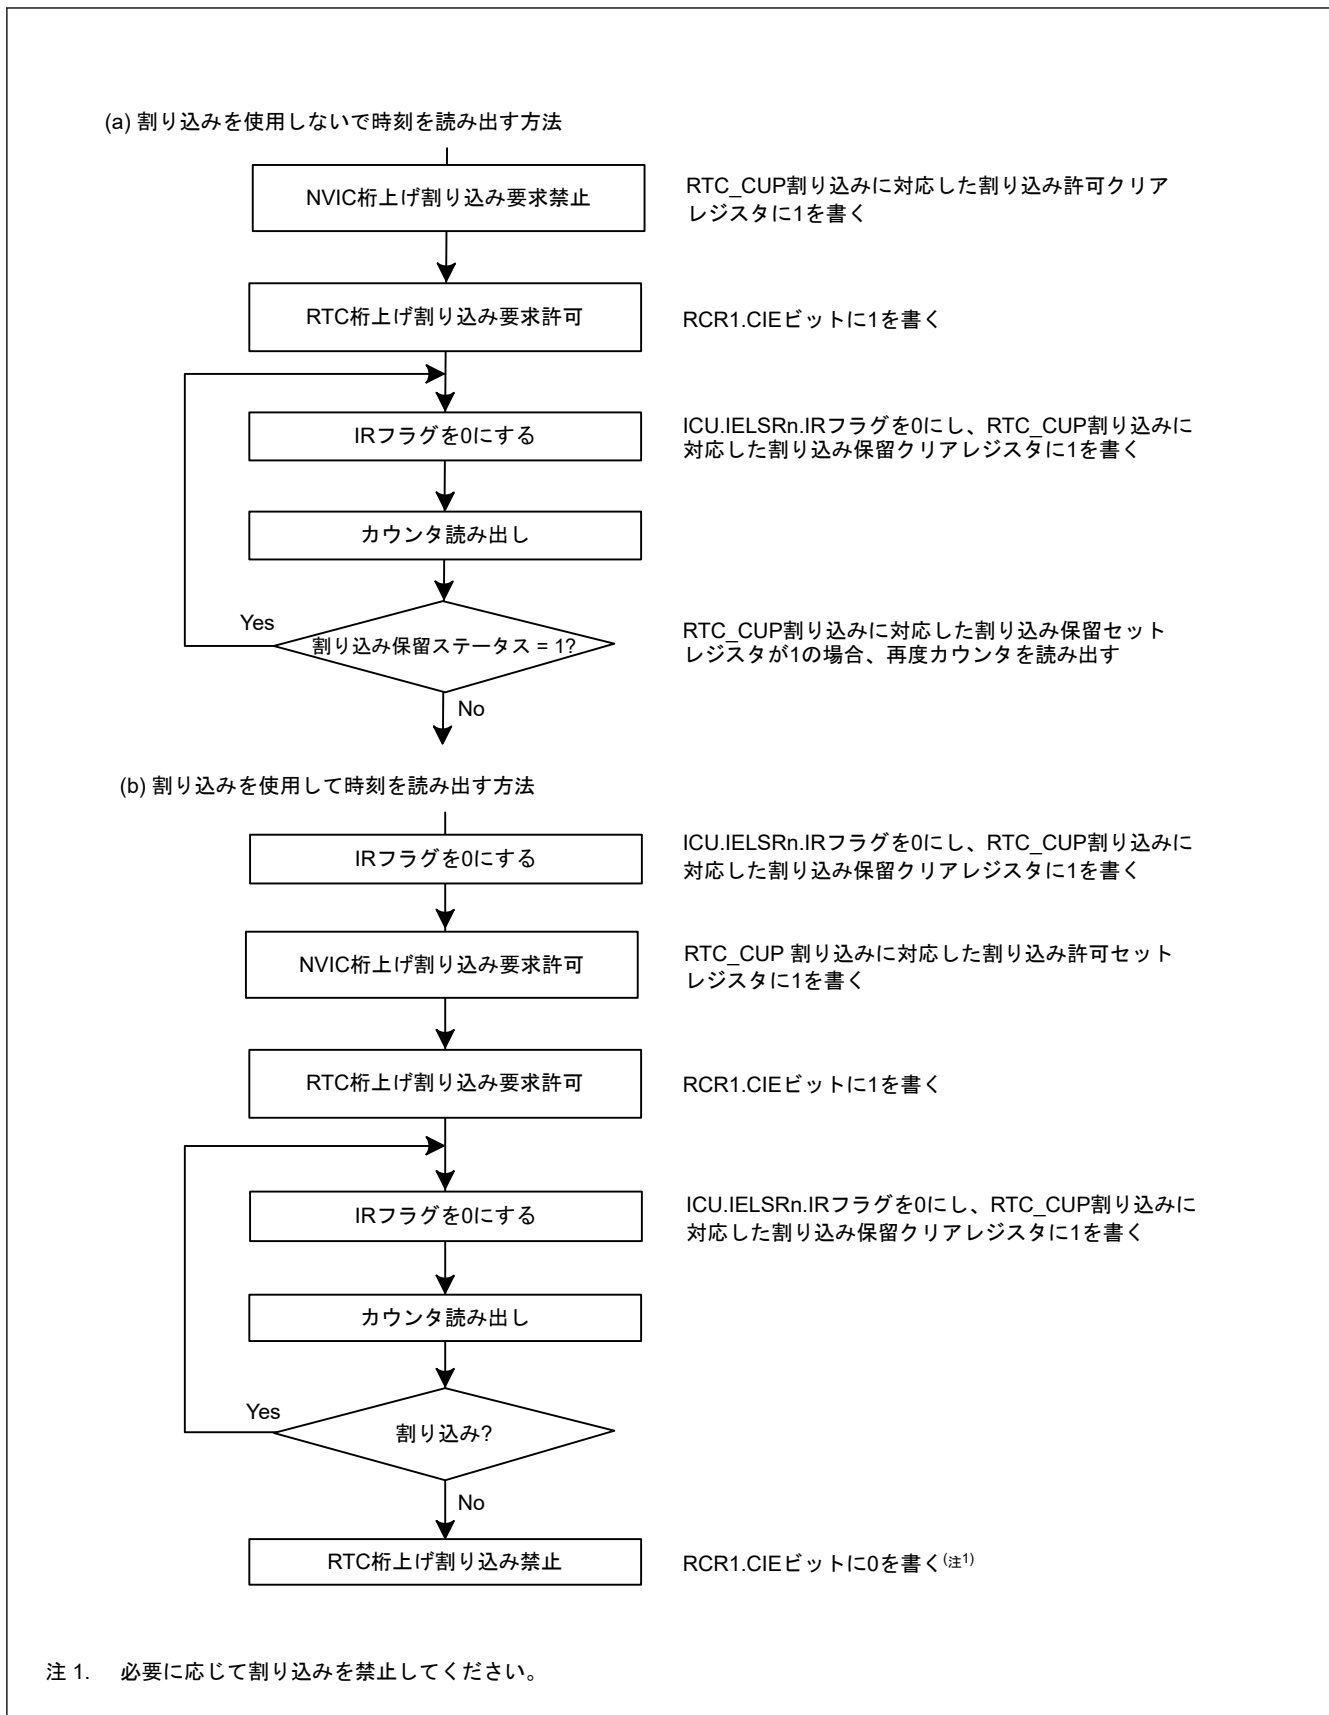 (a) 割り込みを使用しないで時刻を読み出す方法
NVIC桁上げ割り込み要求禁止
RTC_CUP割り込みに対応した割り込み許可クリア
レジスタに1を書く
RTC桁上げ割り込み要求許可
RCR1.CIEビットに1を書く
IRフラグを0にする
ICU.IELSRn.IRフラグを0にし、RTC_CUP割り込みに
対応した割り込み保留クリアレジスタに1を書く
カウンタ読み出し
Yes
割り込み保留ステータス = 1?
RTC_CUP割り込みに対応した割り込み保留セット
レジスタが1の場合、再度カウンタを読み出す
No
(b) 割り込みを使用して時刻を読み出す方法
IRフラグを0にする
ICU.IELSRn.IRフラグを0にし、RTC_CUP割り込みに
対応した割り込み保留クリアレジスタに1を書く
NVIC桁上げ割り込み要求許可
RTC_CUP 割り込みに対応した割り込み許可セット
レジスタに1を書く
RTC桁上げ割り込み要求許可
RCR1.CIEビットに1を書く
IRフラグを0にする
ICU.IELSRn.IRフラグを0にし、RTC_CUP割り込みに
対応した割り込み保留クリアレジスタに1を書く
カウンタ読み出し
Yes
割り込み?
No
RTC桁上げ割り込み禁止
RCR1.CIEビットに0を書く(注1)
注 1. 必要に応じて割り込みを禁止してください。